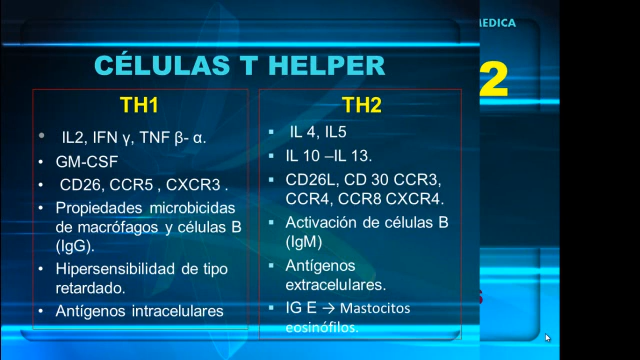 MEDICA
2
CÉLULAS T HELPER
TH1
• IL2, IFN γ, TNF β- α.
• GM-CSF
• CD26, CCR5 , CXCR3 .
• Propiedades microbicidas
de macrófagos y células B
(IgG).
• Hipersensibilidad de tipo
retardado.
• Antígenos intracelulares
TH2
▪ IL 4, IL5
▪ IL 10 –IL 13.
▪ CD26L, CD 30 CCR3,
CCR4, CCR8 CXCR4.
▪ Activación de células B
(IgM)
▪ Antígenos
extracelulares.
▪ IG E → Mastocitos
eosinófilos.